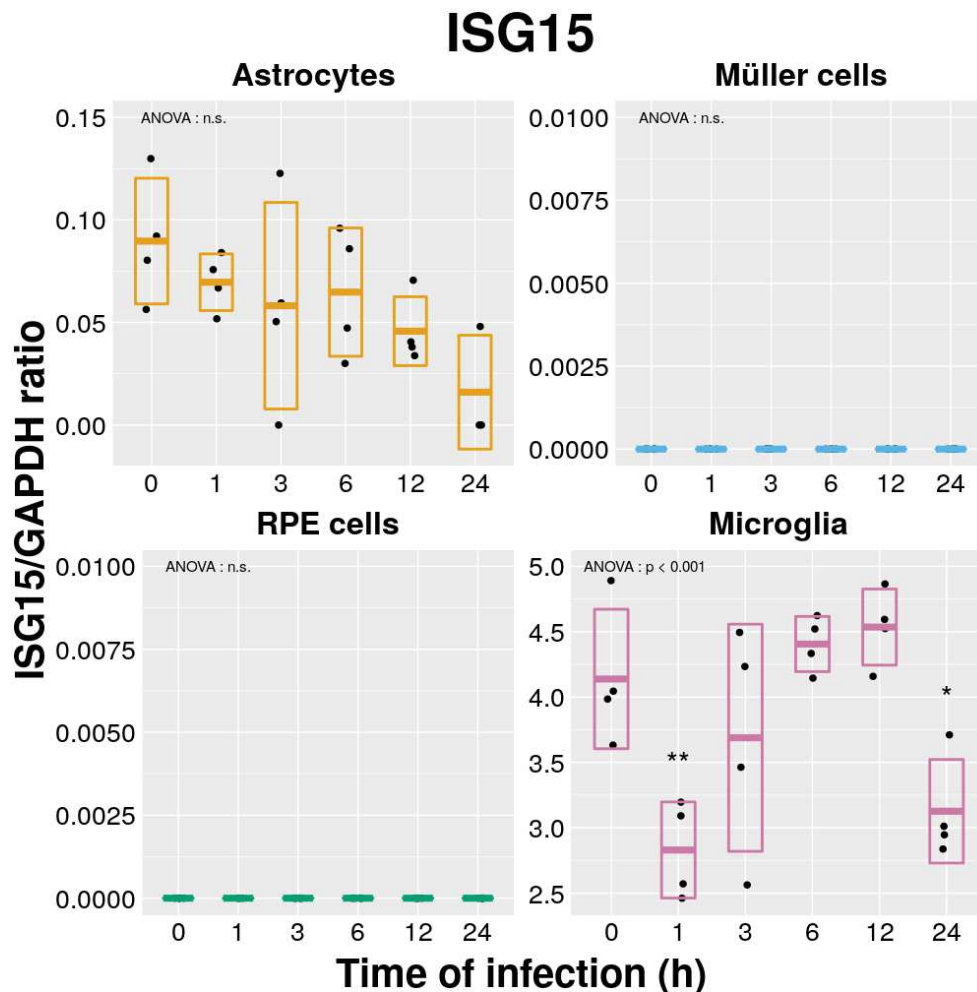 ISG15
Astrocytes
ANOVA : n.s.
0.15
0.10
0.05
0.00
0 1 3 6 12 24
Müller cells
ANOVA : n.s.
0.0100
0.0075
0.0050
0.0025
0.0000
0 1 3 6 12 24
RPE cells
ANOVA : n.s.
0.0100
0.0075
0.0050
0.0025
0.0000
0 1 3 6 12 24
Microglia
ANOVA : p < 0.001
5.0
4.5
4.0
3.5
3.0
2.5
**
*
0 1 3 6 12 24
ISG15/GAPDH ratio
Time of infection (h)